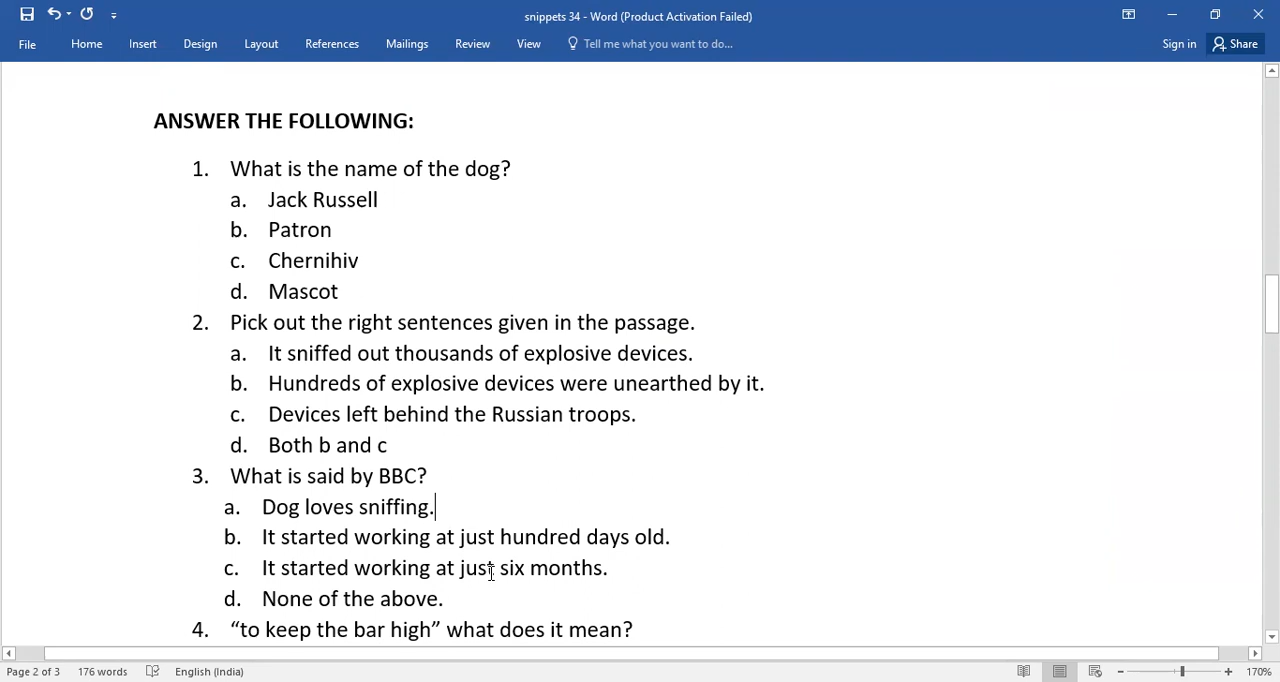 snippets 34 - Word (Product Activation Failed)
File Home Insert Design Layout References Mailings Review View Tell me what you want to do... Sign in Share
ANSWER THE FOLLOWING:
1. What is the name of the dog?
a. Jack Russell
b. Patron
c. Chernihiv
d. Mascot
2. Pick out the right sentences given in the passage.
a. It sniffed out thousands of explosive devices.
b. Hundreds of explosive devices were unearthed by it.
c. Devices left behind the Russian troops.
d. Both b and c
3. What is said by BBC?
a. Dog loves sniffing.
b. It started working at just hundred days old.
c. It started working at just six months.
d. None of the above.
4. “to keep the bar high” what does it mean?
Page 2 of 3 176 words English (India) 170%